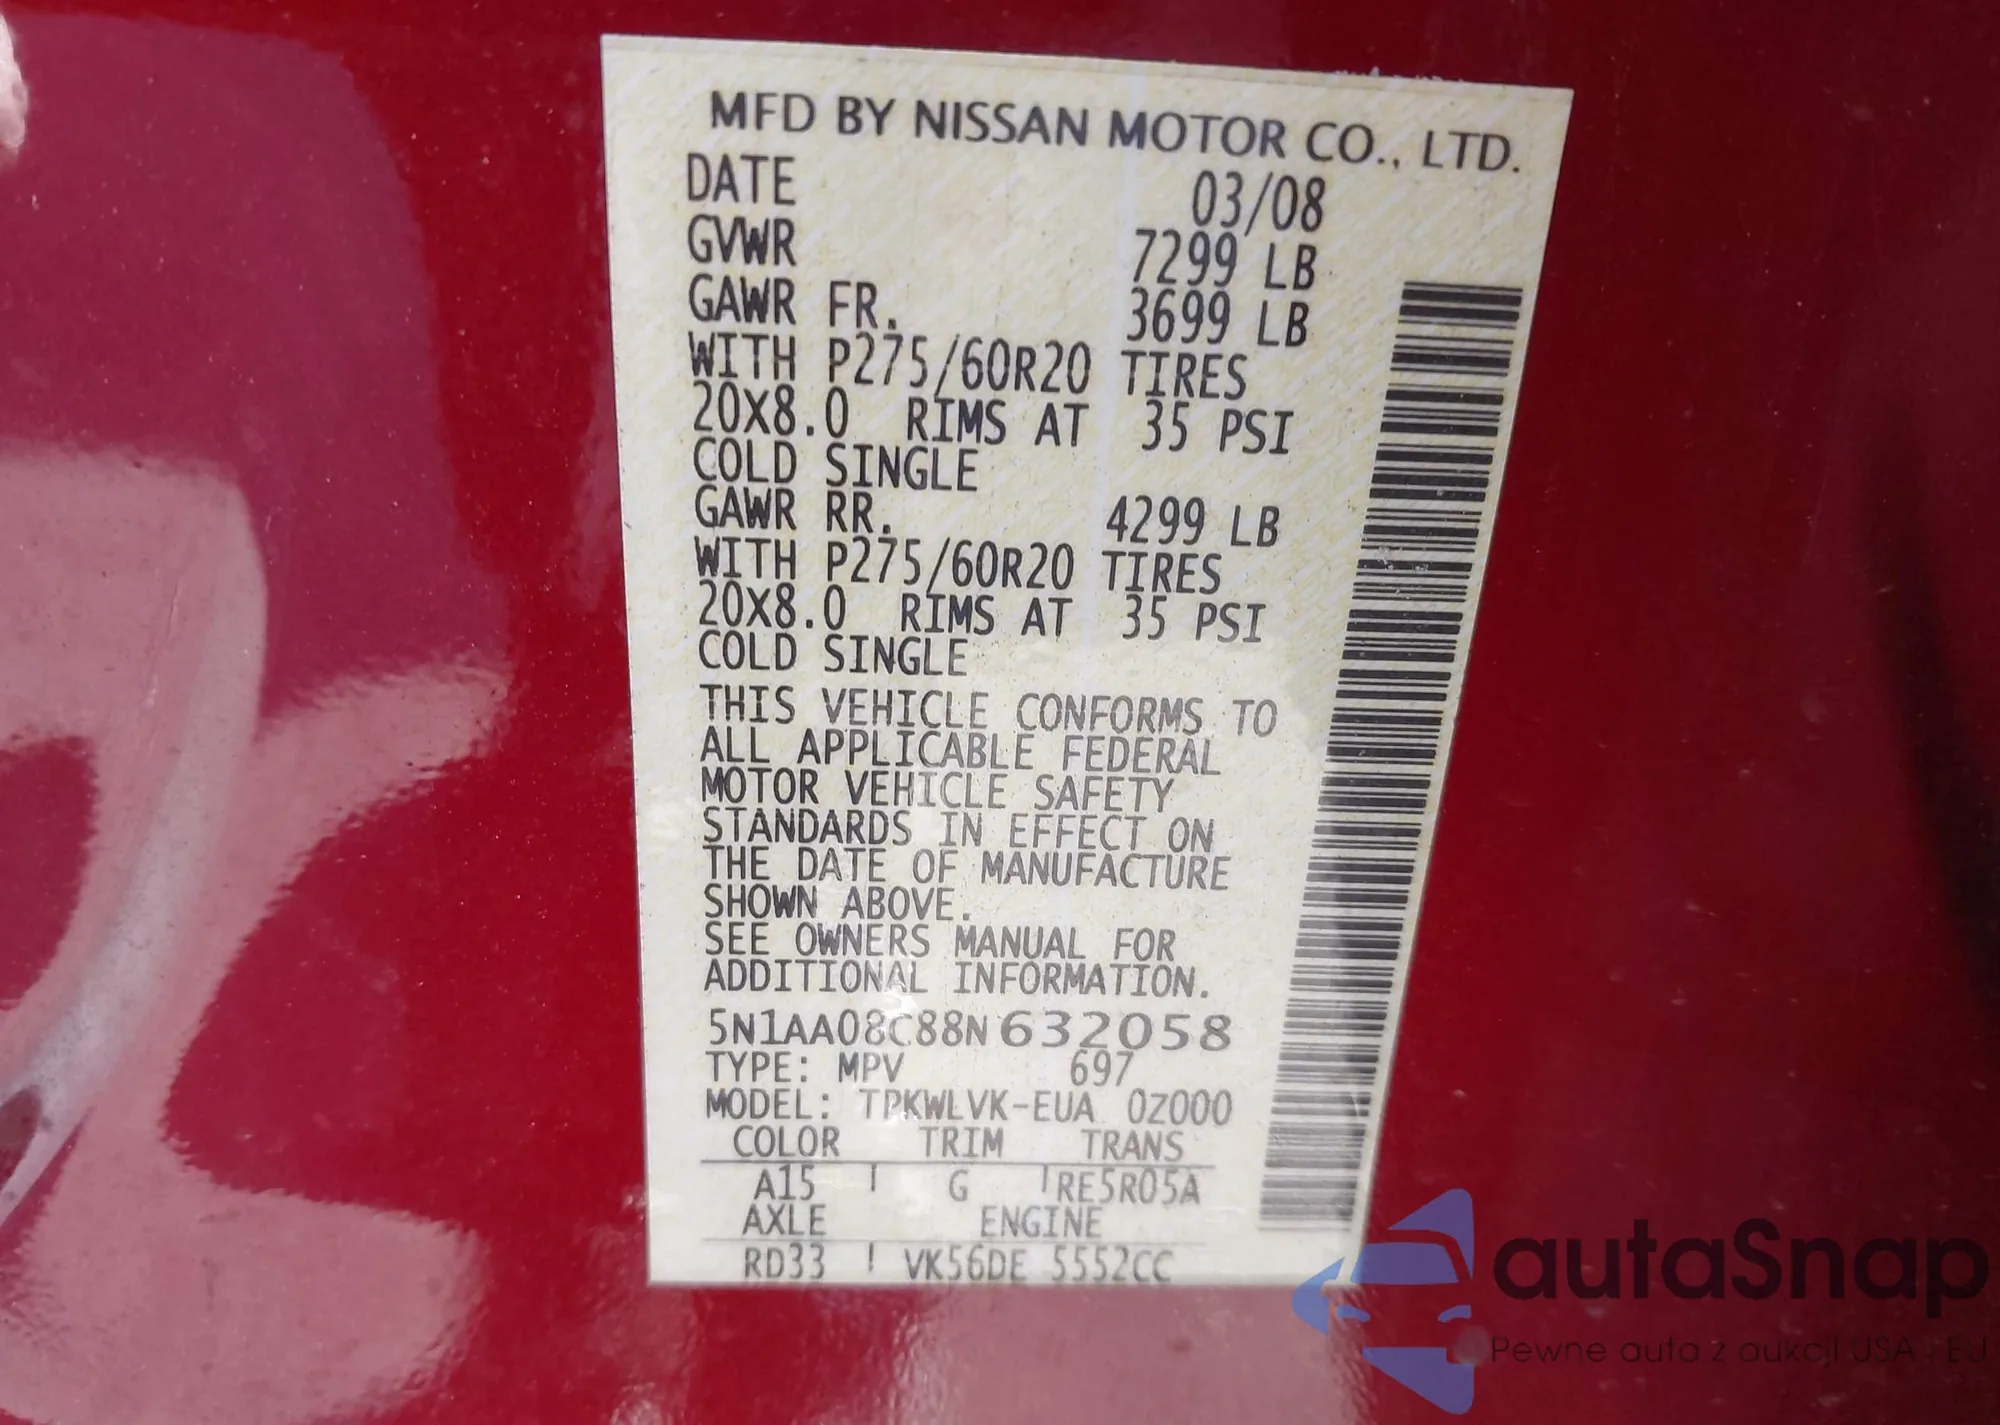 MFD BY NISSAN MOTOR CO., LTD.
DATE 03/08
GVWR 7299 LB
GAWR FR. 3699 LB
WITH P275/60R20 TIRES
20X8.0 RIMS AT 35 PSI
COLD SINGLE
GAWR RR. 4299 LB
WITH P275/60R20 TIRES
20X8.0 RIMS AT 35 PSI
COLD SINGLE
THIS VEHICLE CONFORMS TO
ALL APPLICABLE FEDERAL
MOTOR VEHICLE SAFETY
STANDARDS IN EFFECT ON
THE DATE OF MANUFACTURE
SHOWN ABOVE.
SEE OWNERS MANUAL FOR
ADDITIONAL INFORMATION.
5N1AA08C88N632058
TYPE: MPV 697
MODEL: TPKWLVK-EUA 0Z000
COLOR TRIM TRANS
A15 ! G !RE5R05A
AXLE ENGINE
RD33 ! VK56DE 5552CC
autaSnap
Pewne auta z aukcji USA i EU